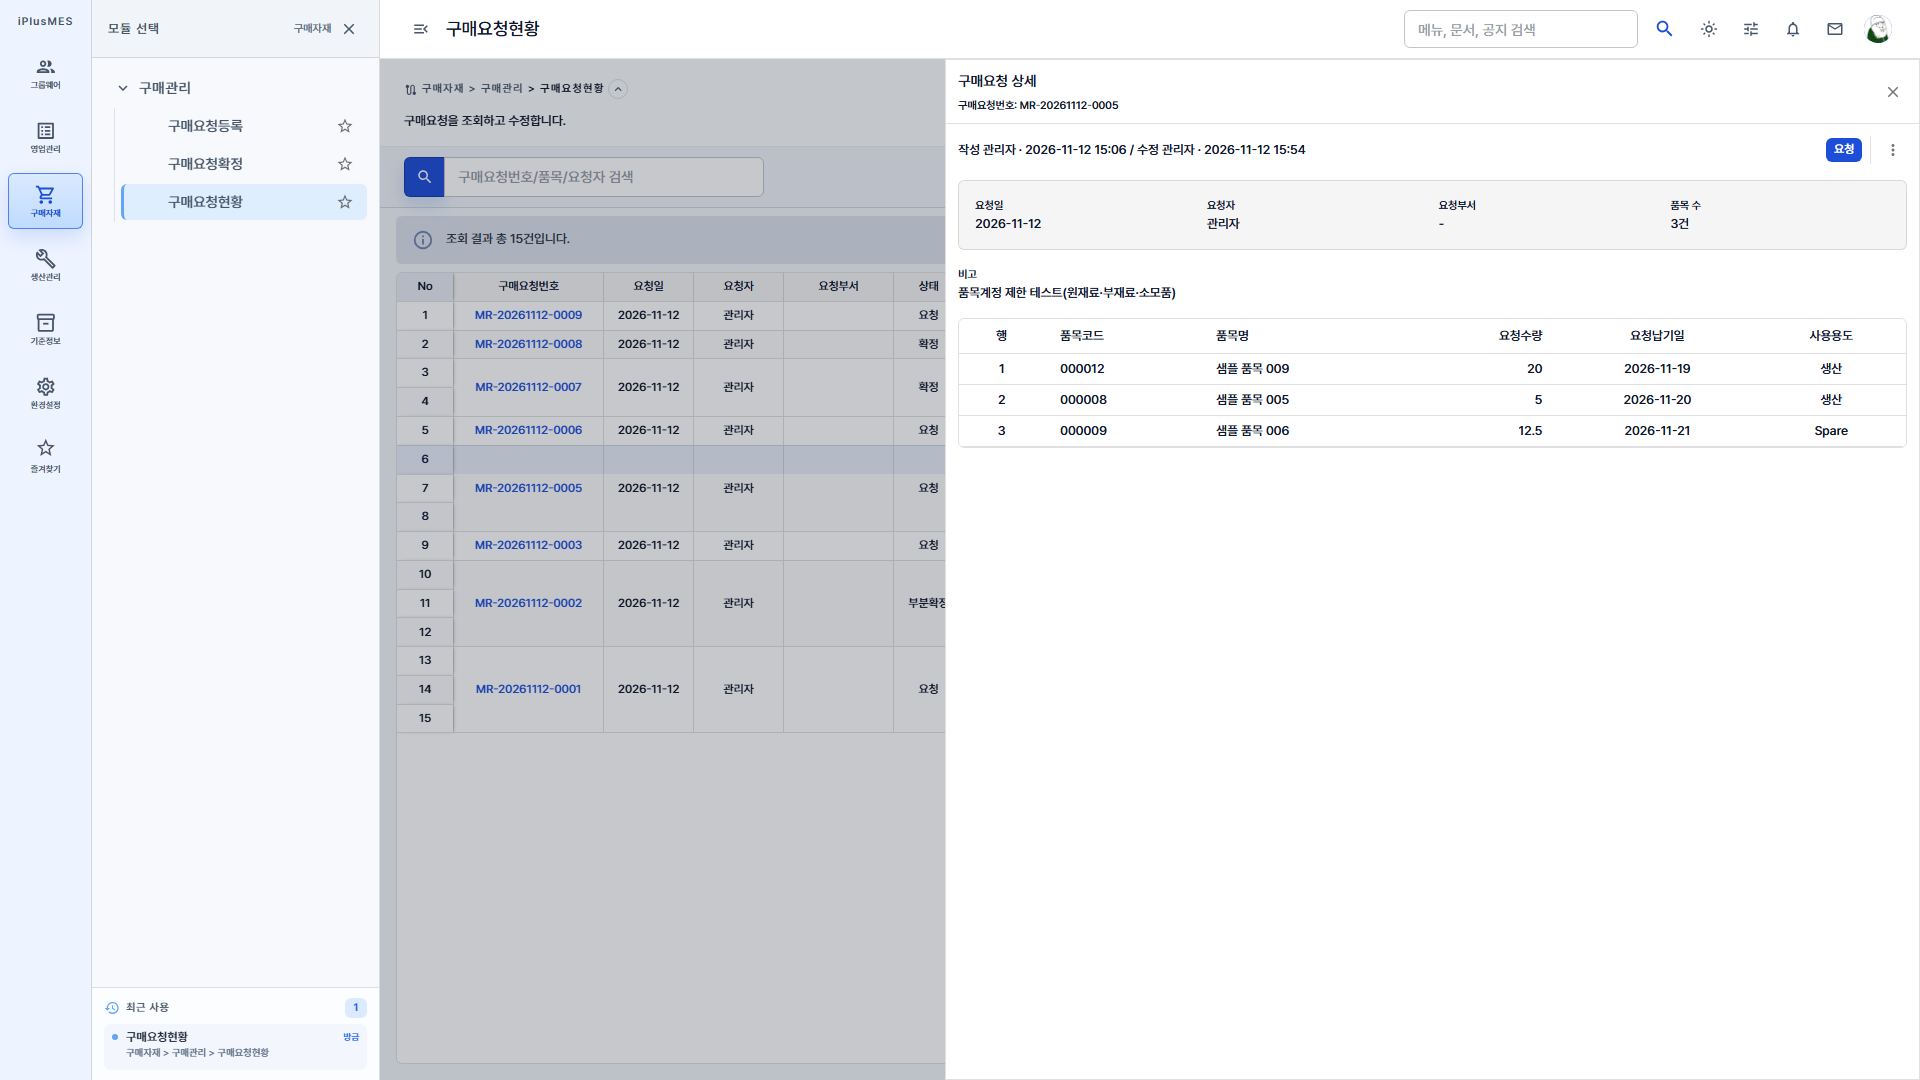 iPlusMES
그룹웨어
영업관리
구매자재
생산관리
기준정보
환경설정
즐겨찾기
모듈 선택
구매자재
구매관리
구매요청등록
구매요청확정
구매요청현황
최근 사용
1
구매요청현황
방금
구매자재 > 구매관리 > 구매요청현황
구매요청현황
메뉴, 문서, 공지 검색
구매자재 > 구매관리 > 구매요청현황
구매요청을 조회하고 수정합니다.
구매요청번호/품목/요청자 검색
조회 결과 총 15건입니다.
No 구매요청번호 요청일 요청자 요청부서 상태
1 MR-20261112-0009 2026-11-12 관리자 요청
2 MR-20261112-0008 2026-11-12 관리자 확정
3
MR-20261112-0007 2026-11-12 관리자 확정
4
5 MR-20261112-0006 2026-11-12 관리자 요청
6
7 MR-20261112-0005 2026-11-12 관리자 요청
8
9 MR-20261112-0003 2026-11-12 관리자 요청
10
11 MR-20261112-0002 2026-11-12 관리자 부분확정
12
13
14 MR-20261112-0001 2026-11-12 관리자 요청
15
구매요청 상세
구매요청번호: MR-20261112-0005
작성 관리자 · 2026-11-12 15:06 / 수정 관리자 · 2026-11-12 15:54
요청
요청일 요청자 요청부서 품목 수
2026-11-12 관리자 - 3건
비고
품목계정 제한 테스트(원재료·부재료·소모품)
행 품목코드 품목명 요청수량 요청납기일 사용용도
1 000012 샘플 품목 009 20 2026-11-19 생산
2 000008 샘플 품목 005 5 2026-11-20 생산
3 000009 샘플 품목 006 12.5 2026-11-21 Spare